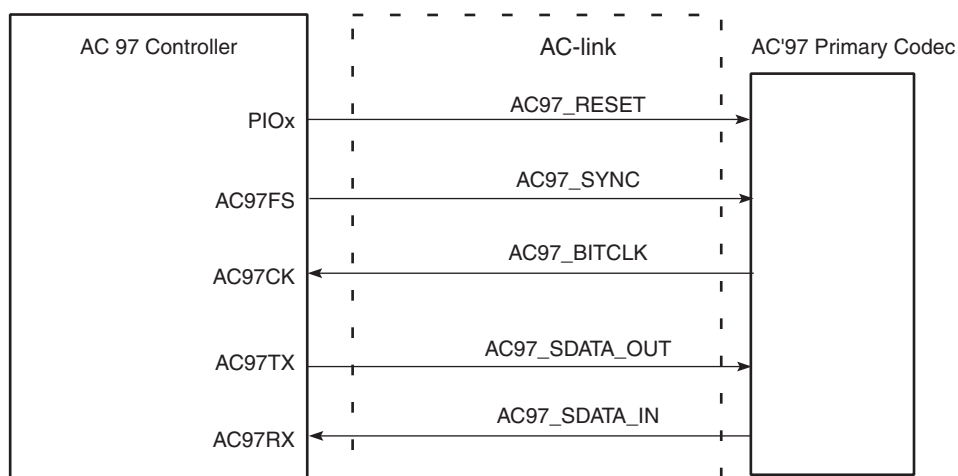 AC 97 Controller
AC-link
AC'97 Primary Codec
PIOx
AC97_RESET
AC97FS
AC97_SYNC
AC97CK
AC97_BITCLK
AC97TX
AC97_SDATA_OUT
AC97RX
AC97_SDATA_IN